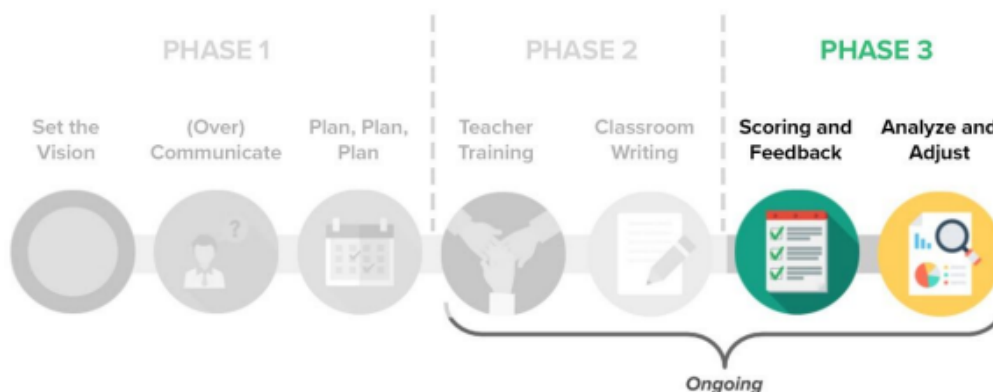 PHASE 1
PHASE 2
PHASE 3
Set the
Vision
(Over)
Communicate
Plan, Plan,
Plan
Teacher
Training
Classroom
Writing
Scoring and
Feedback
Analyze and
Adjust
?
Ongoing